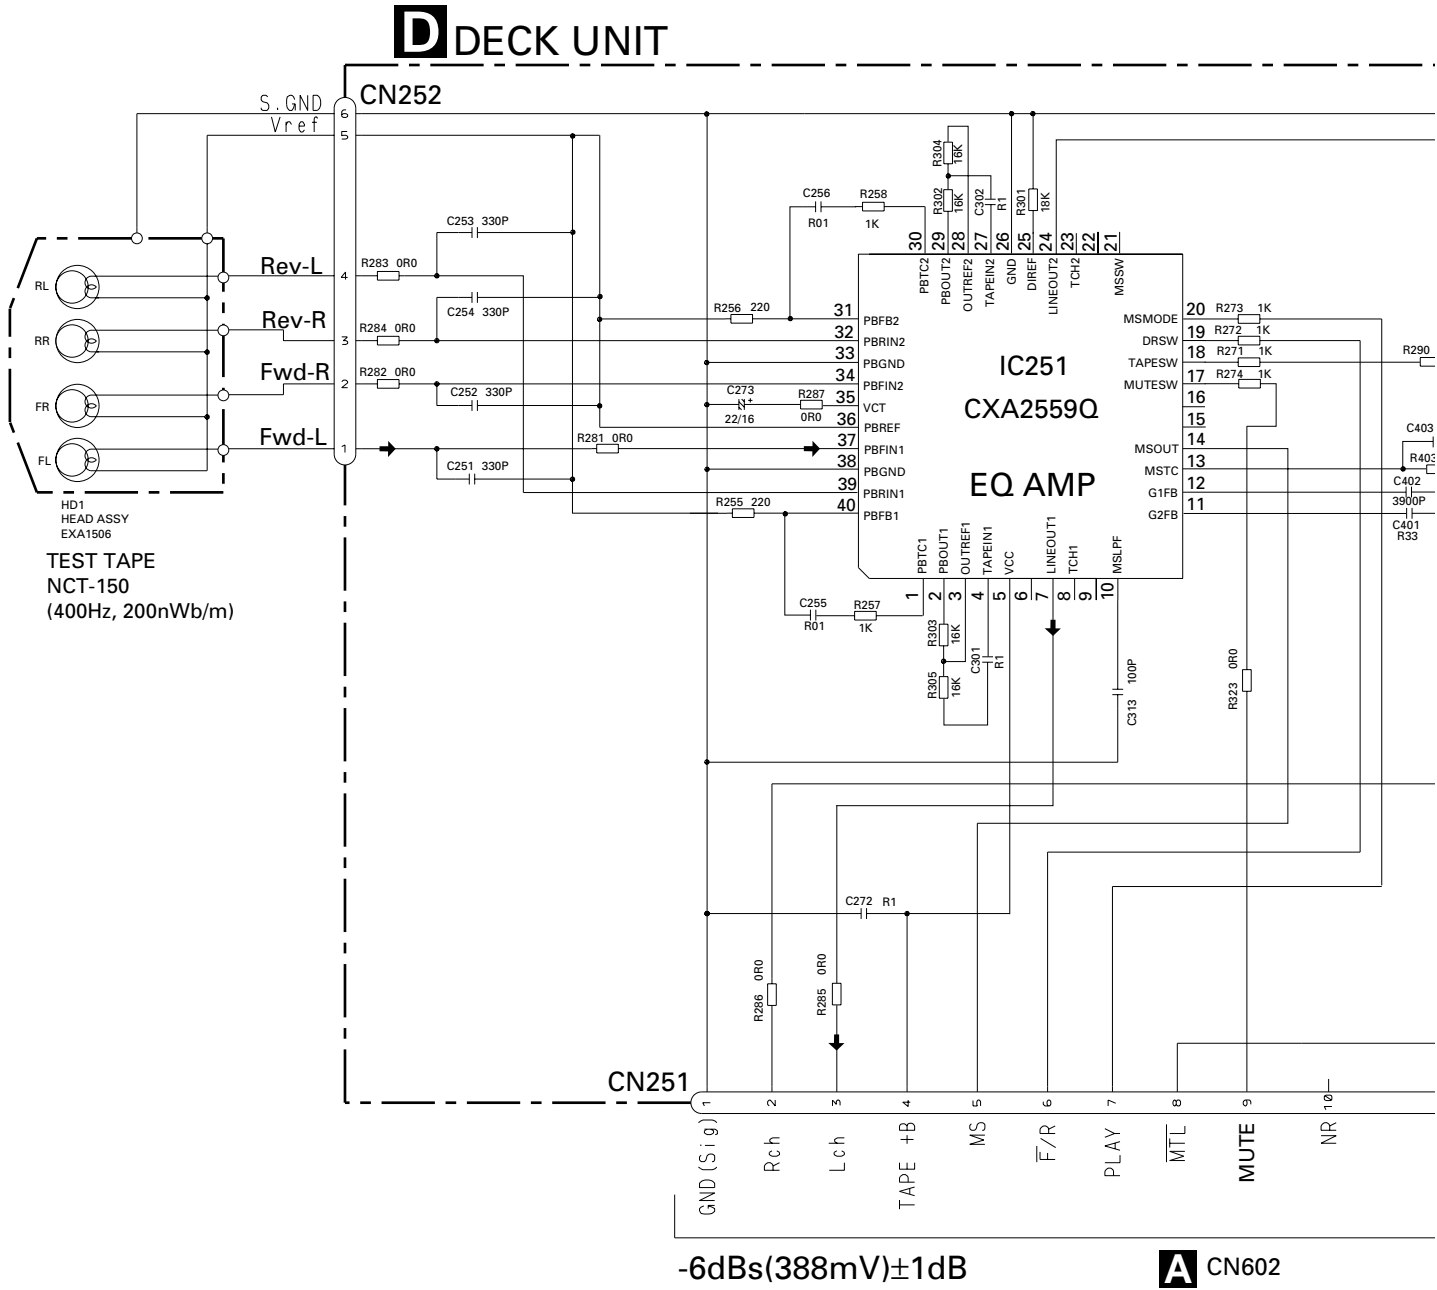 D DECK UNIT
CN252
S.GND
Vref
6
5
4
3
2
1
Rev-L
Rev-R
Fwd-R
Fwd-L
RL
RR
FR
FL
HD1
HEAD ASSY
EXA1506
TEST TAPE
NCT-150
(400Hz, 200nWb/m)
R283 0R0
R284 0R0
R282 0R0
R281 0R0
C253 330P
C254 330P
C252 330P
C251 330P
C256
R01
R258
1K
R256 220
C273
+
22/16
R287
0R0
R255 220
C255
R01
R257
1K
R304
16K
R302
16K
C302
R1
R301
18K
30
29
28
27
26
25
24
23
22
21
PBTC2
PBOUT2
OUTREF2
TAPEIN2
GND
DIREF
LINEOUT2
TCH2
MSSW
31 PBFB2
32 PBRIN2
33 PBGND
34 PBFIN2
35 VCT
36 PBREF
37 PBFIN1
38 PBGND
39 PBRIN1
40 PBFB1
IC251
CXA2559Q
EQ AMP
MSMODE 20
DRSW 19
TAPESW 18
MUTESW 17
16
15
MSOUT 14
MSTC 13
G1FB 12
G2FB 11
R273 1K
R272 1K
R271 1K
R274 1K
R290
C403
R403
C402
3900P
C401
R33
PBTC1
PBOUT1
OUTREF1
TAPEIN1
VCC
LINEOUT1
TCH1
MSLPF
1
2
3
4
5
6
7
8
9
10
R303
16K
R305
16K
C301
R1
C313 100P
R323 0R0
C272 R1
R286 0R0
R285 0R0
CN251
1
2
3
4
5
6
7
8
9
10
GND(Sig)
Rch
Lch
TAPE +B
MS
F̅/R
PLAY
M̅T̅L̅
MUTE
NR
-6dBs(388mV)±1dB
A CN602